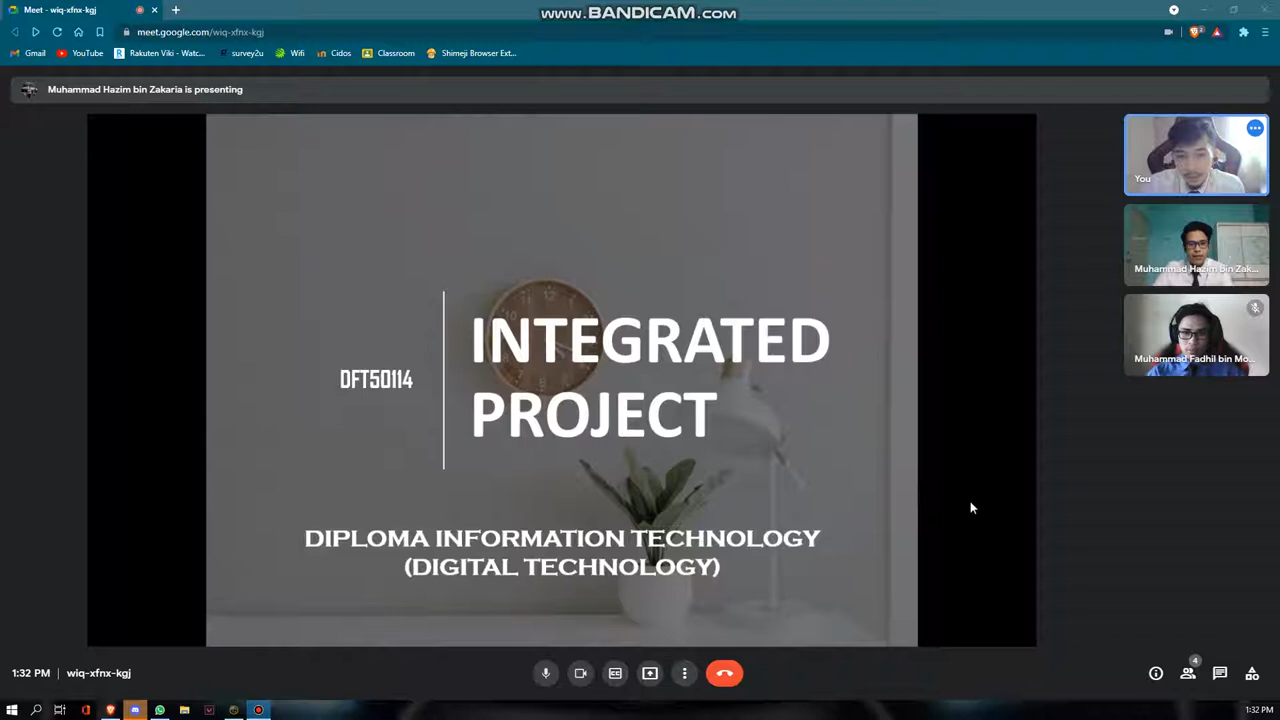 www.BANDICAM.com
Meet - wiq-xfnx-kgj
meet.google.com/wiq-xfnx-kgj
Gmail
YouTube
Rakuten Viki - Watc...
survey2u
Wifi
Cidos
Classroom
Shimeji Browser Ext...
Muhammad Hazim bin Zakaria is presenting
You
Muhammad Hazim bin Zak...
Muhammad Fadhil bin Mo...
DFT50114
INTEGRATED
PROJECT
DIPLOMA INFORMATION TECHNOLOGY
(DIGITAL TECHNOLOGY)
1:32 PM
wiq-xfnx-kgj
4
1:32 PM